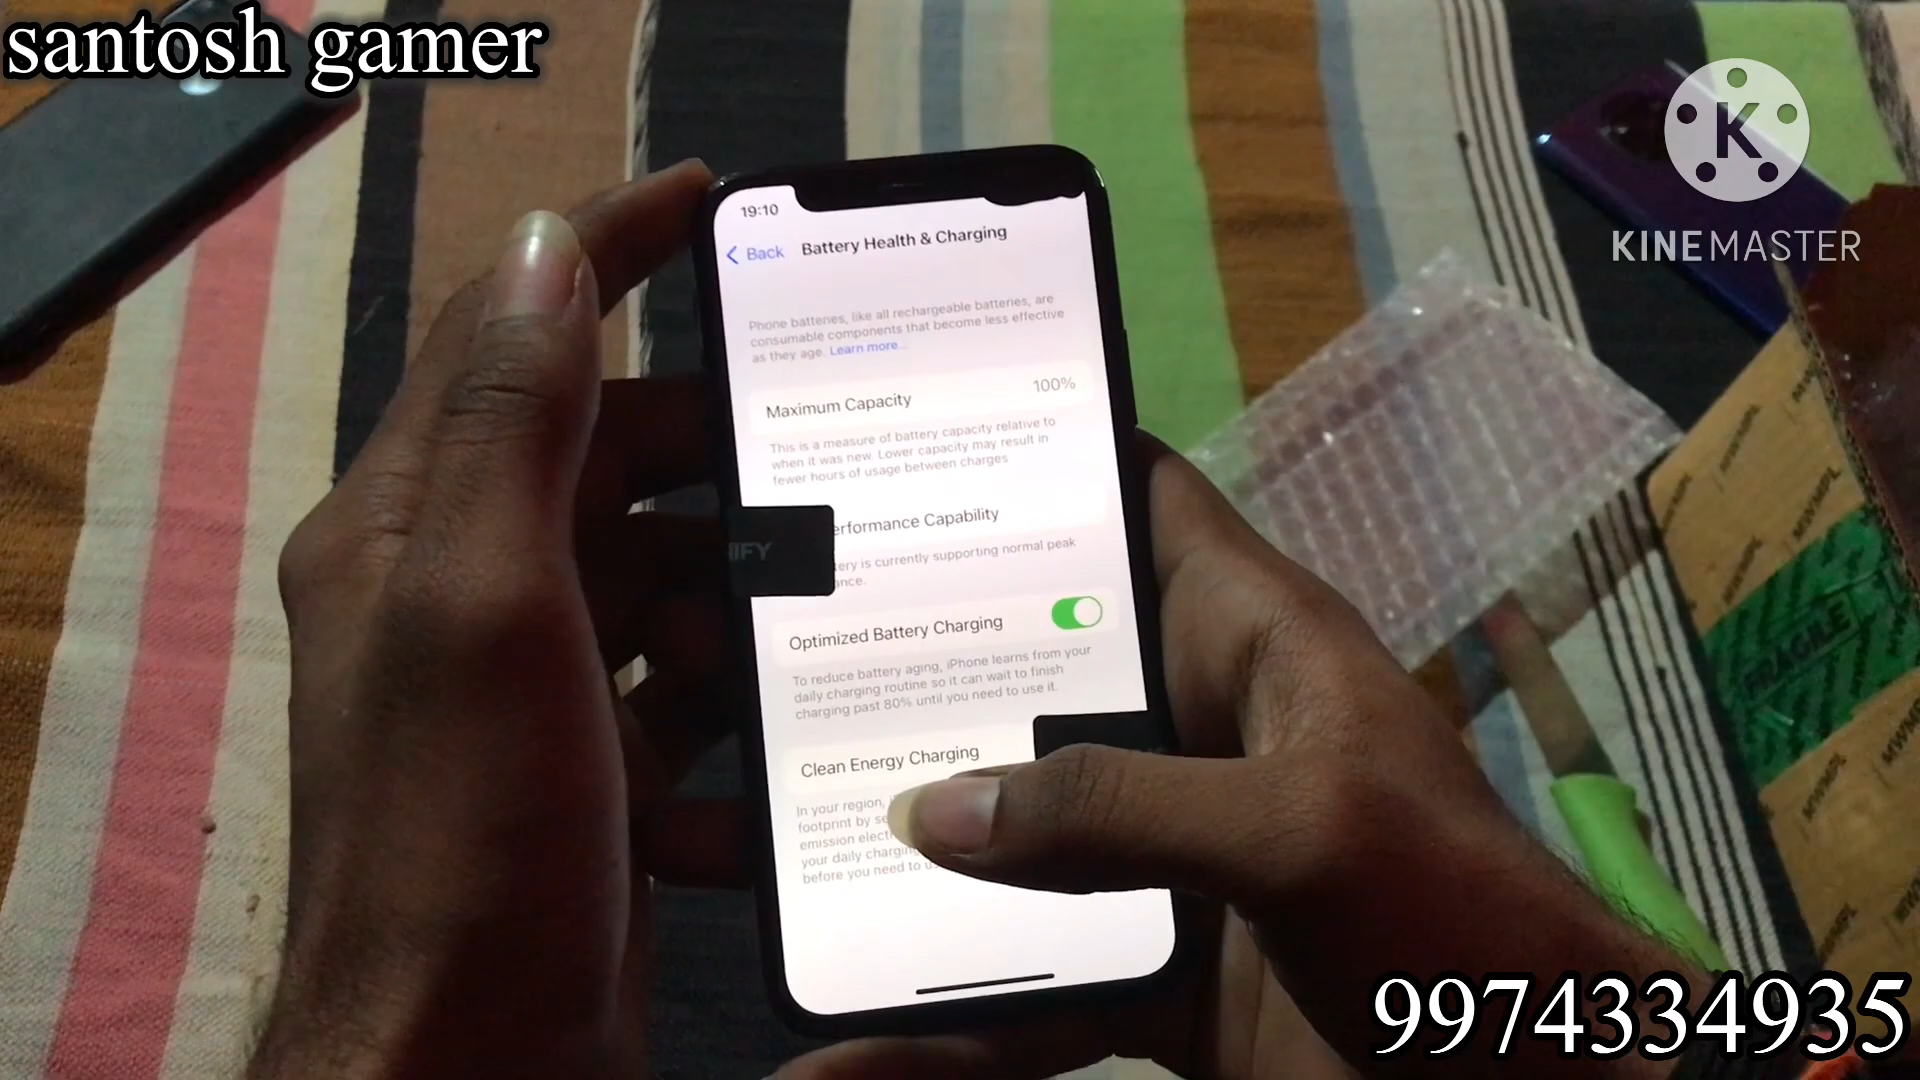 santosh gamer
K
KINEMASTER
19:10
Back Battery Health & Charging
Phone batteries, like all rechargeable batteries, are
consumable components that become less effective
as they age. Learn more...
Maximum Capacity 100%
This is a measure of battery capacity relative to
when it was new. Lower capacity may result in
fewer hours of usage between charges
erformance Capability
IFY
tery is currently supporting normal peak
ance.
Optimized Battery Charging
To reduce battery aging, iPhone learns from your
daily charging routine so it can wait to finish
charging past 80% until you need to use it.
Clean Energy Charging
In your region,
footprint by se
emission elect
your daily charging
before you need to u
FRAGILE
9974334935